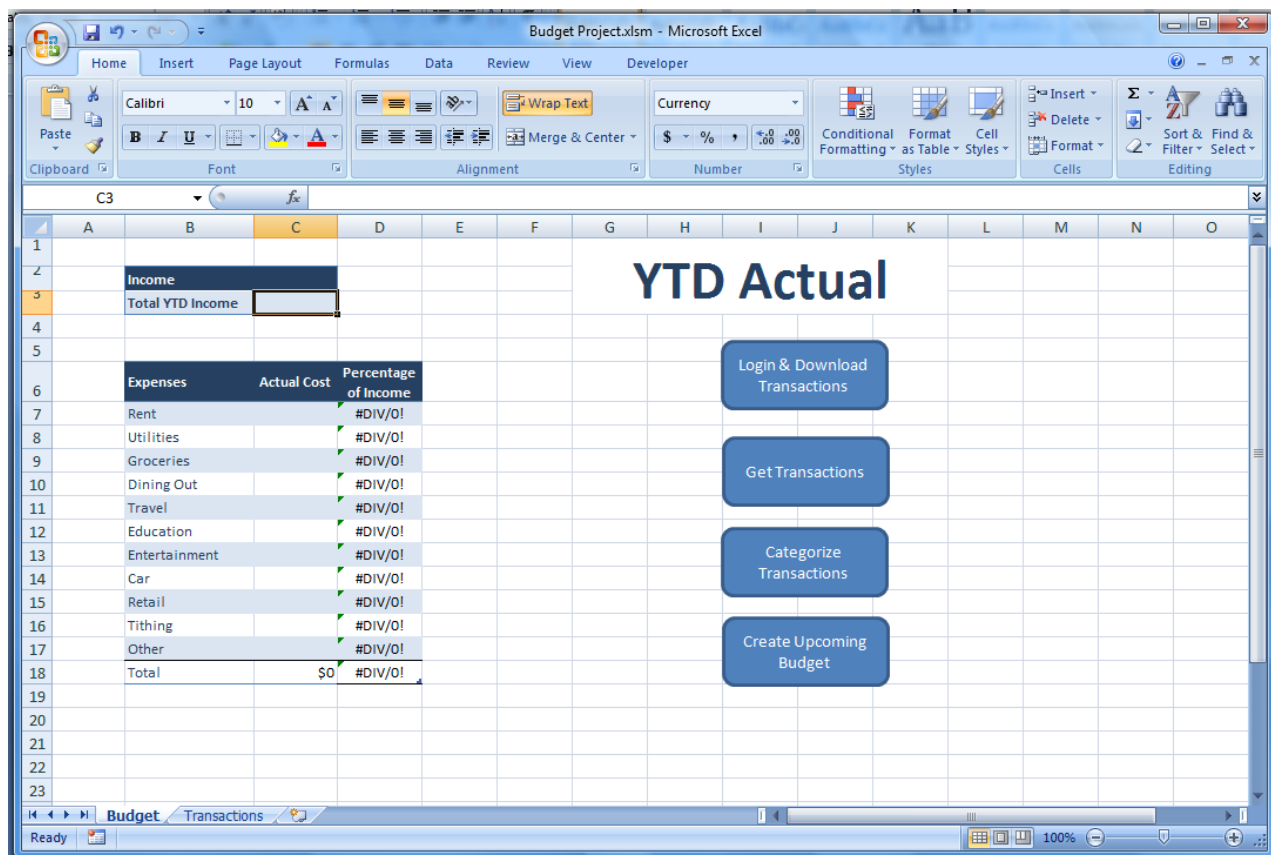 Budget Project.xlsm - Microsoft Excel
Home Insert Page Layout Formulas Data Review View Developer
Calibri 10 A A Wrap Text Currency Insert Σ
Paste Delete
B I U A Merge & Center $ % , .0 .00 .00 .0 Conditional Formatting Format as Table Cell Styles Format Sort & Filter Find & Select
Clipboard Font Alignment Number Styles Cells Editing
C3 fx
A B C D E F G H I J K L M N O
1
2 Income YTD Actual
3 Total YTD Income
4
5
Login & Download
Transactions
6 Expenses Actual Cost Percentage
of Income
7 Rent #DIV/0!
8 Utilities #DIV/0!
9 Groceries #DIV/0! Get Transactions
10 Dining Out #DIV/0!
11 Travel #DIV/0!
12 Education #DIV/0!
13 Entertainment #DIV/0! Categorize
14 Car #DIV/0! Transactions
15 Retail #DIV/0!
16 Tithing #DIV/0!
17 Other #DIV/0! Create Upcoming
18 Total $0 #DIV/0! Budget
19
20
21
22
23
Budget Transactions
Ready 100%